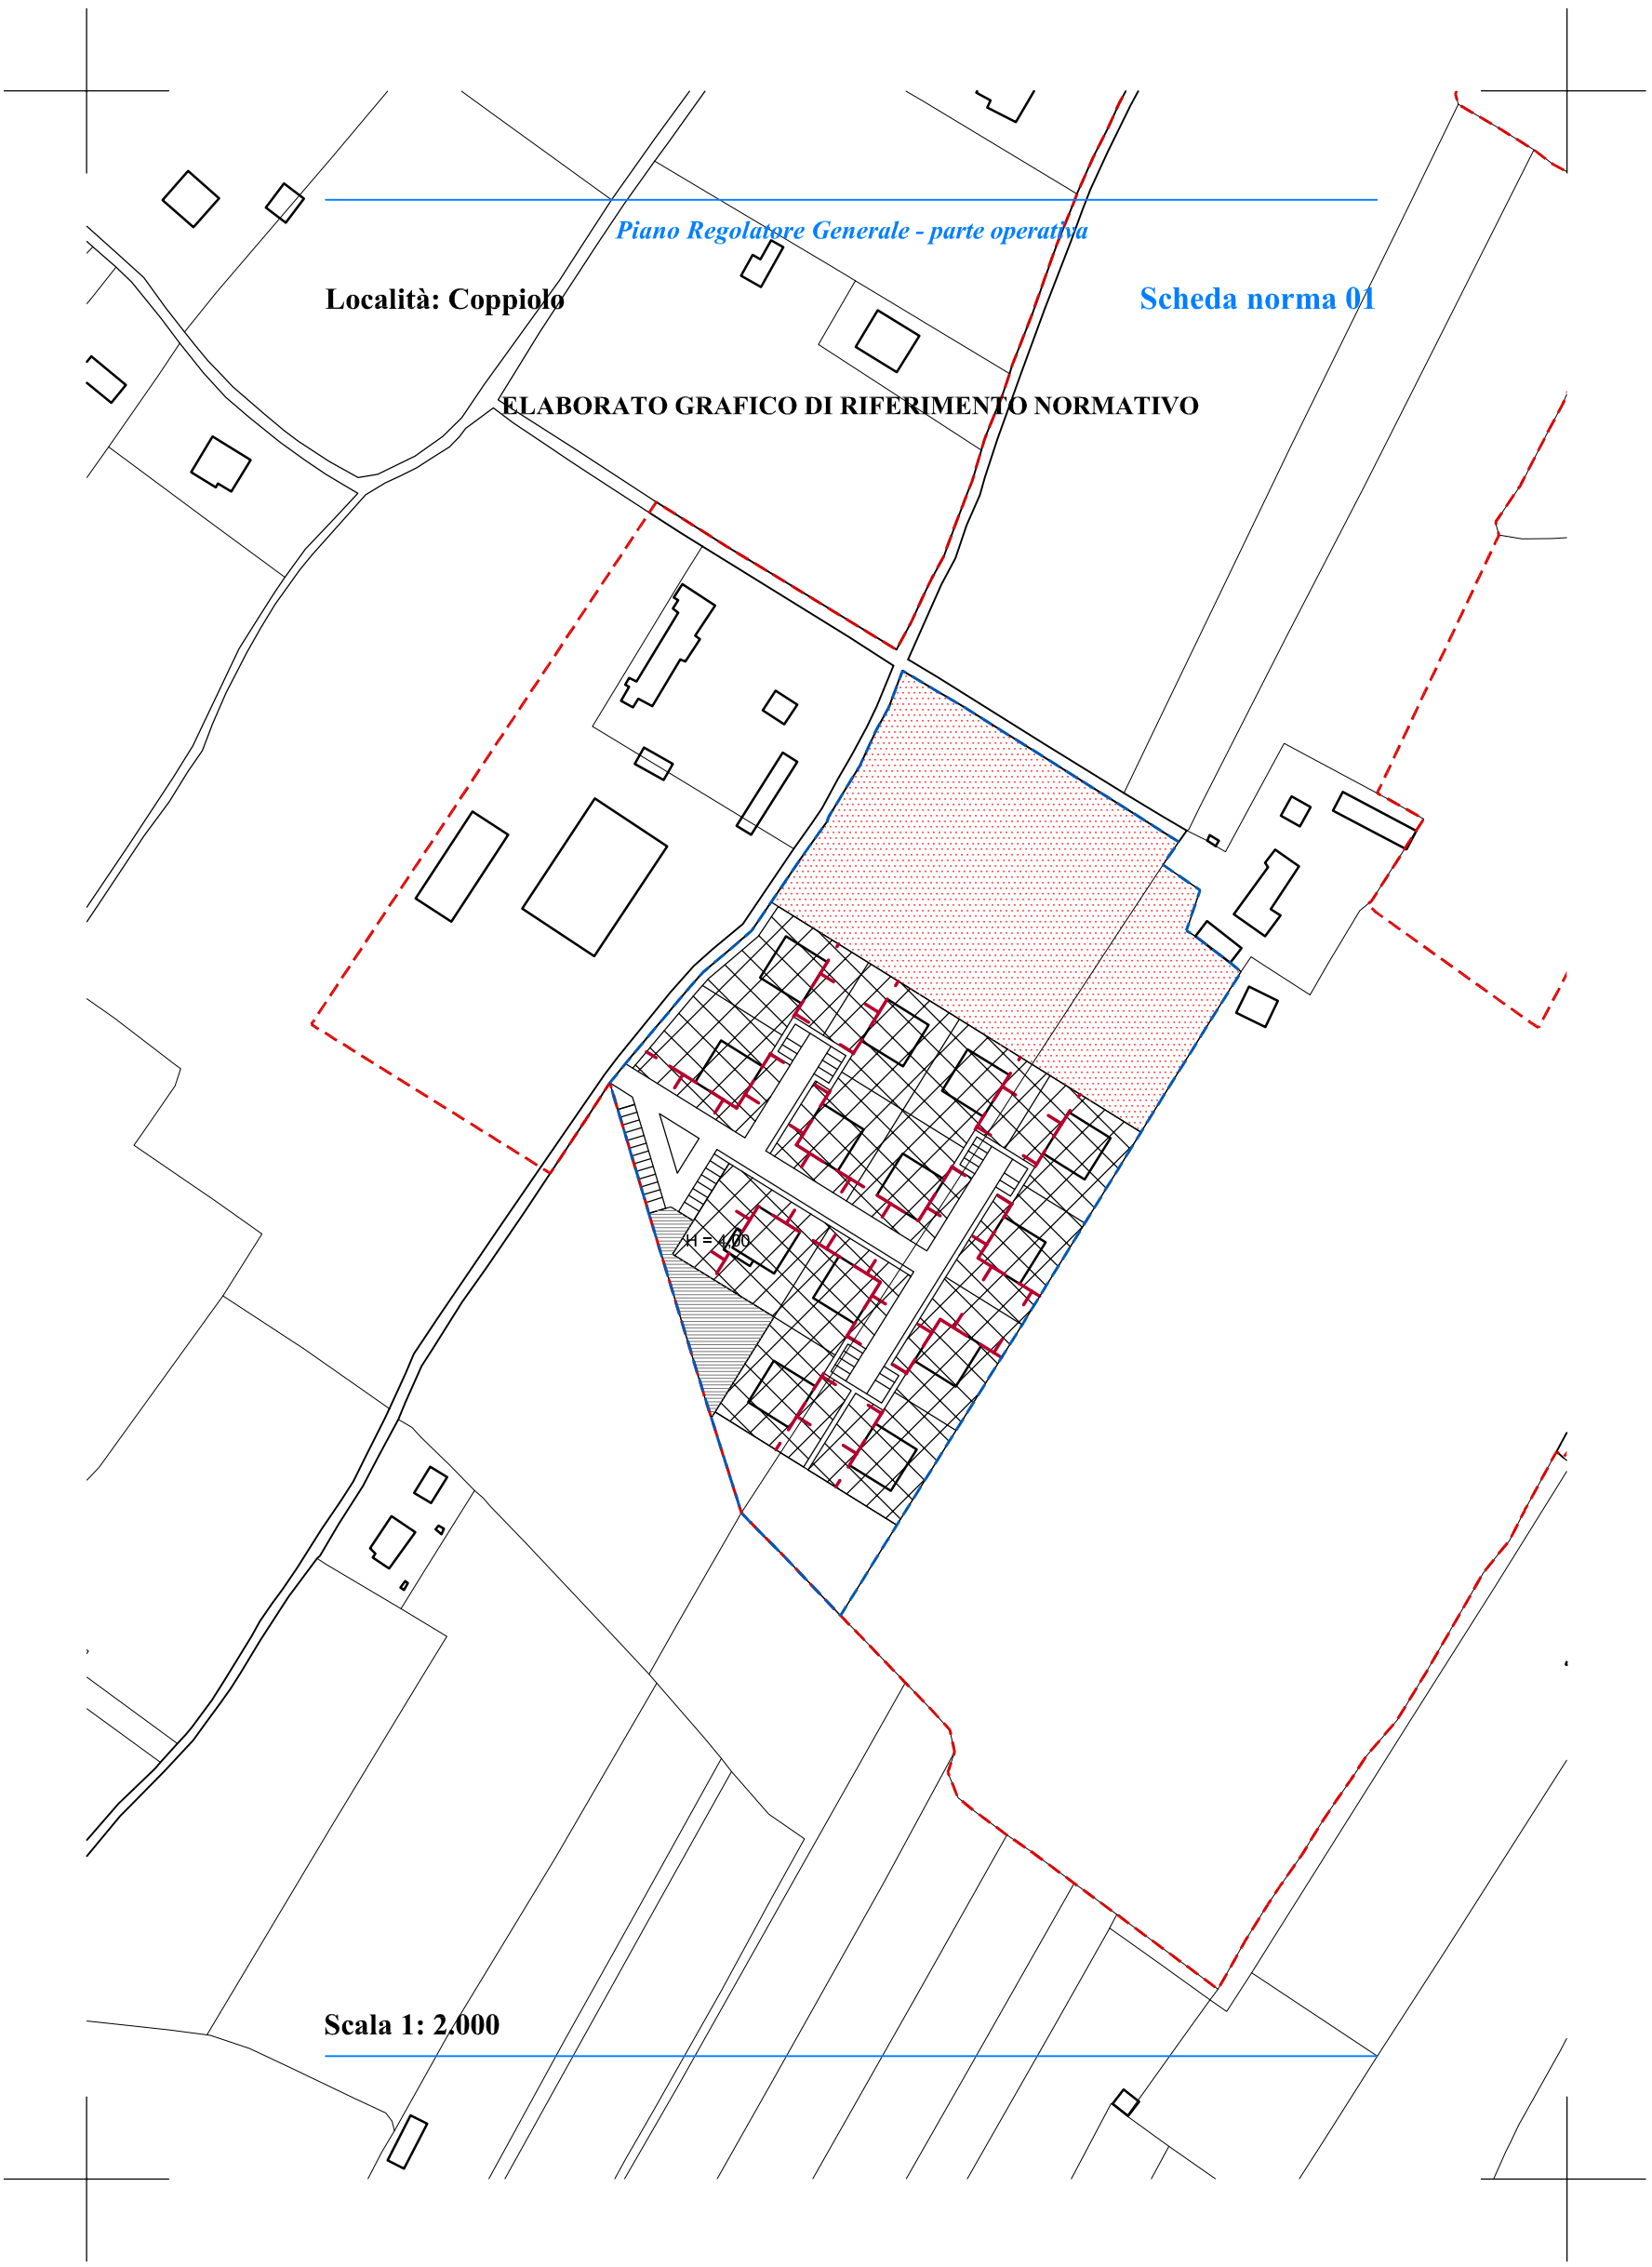 Piano Regolatore Generale - parte operativa
Località: Coppiolo
Scheda norma 01
ELABORATO GRAFICO DI RIFERIMENTO NORMATIVO
H = 4,00
Scala 1: 2.000